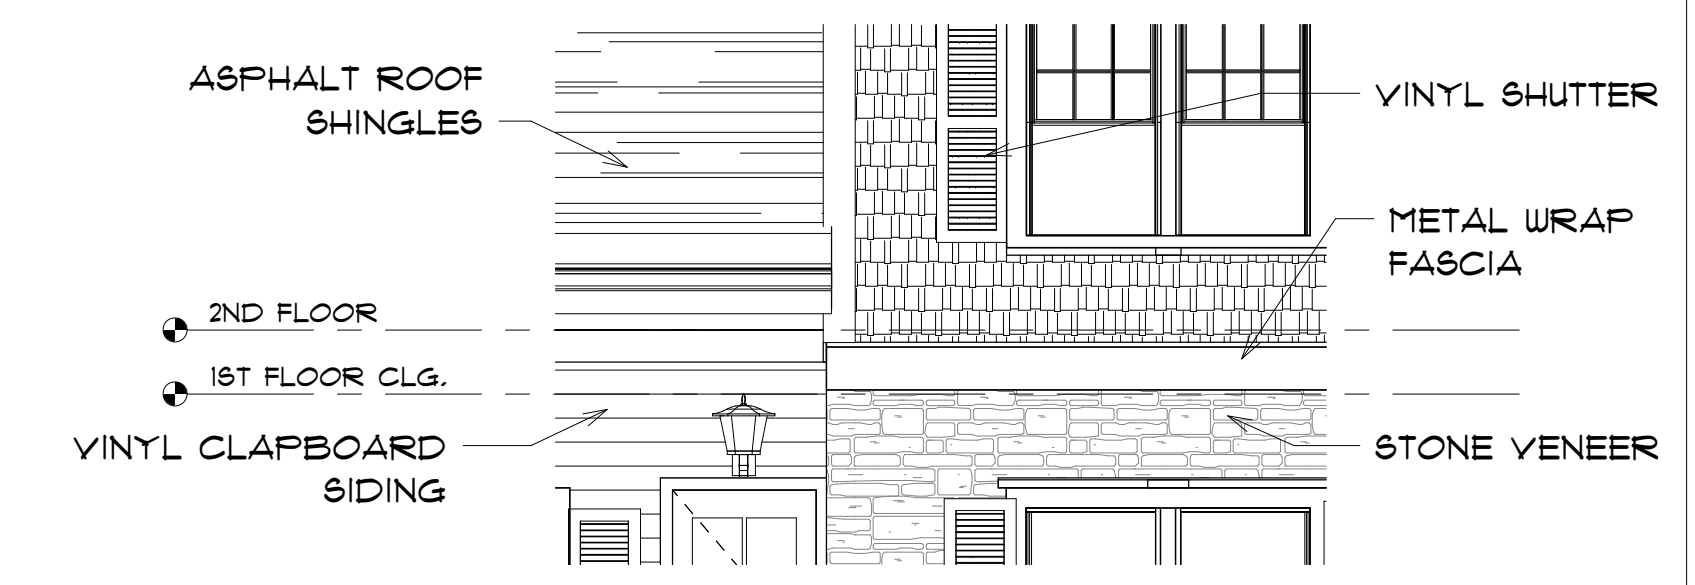 ASPHALT ROOF
SHINGLES
VINYL SHUTTER
METAL WRAP
FASCIA
2ND FLOOR
1ST FLOOR CLG.
VINYL CLAPBOARD
SIDING
STONE VENEER